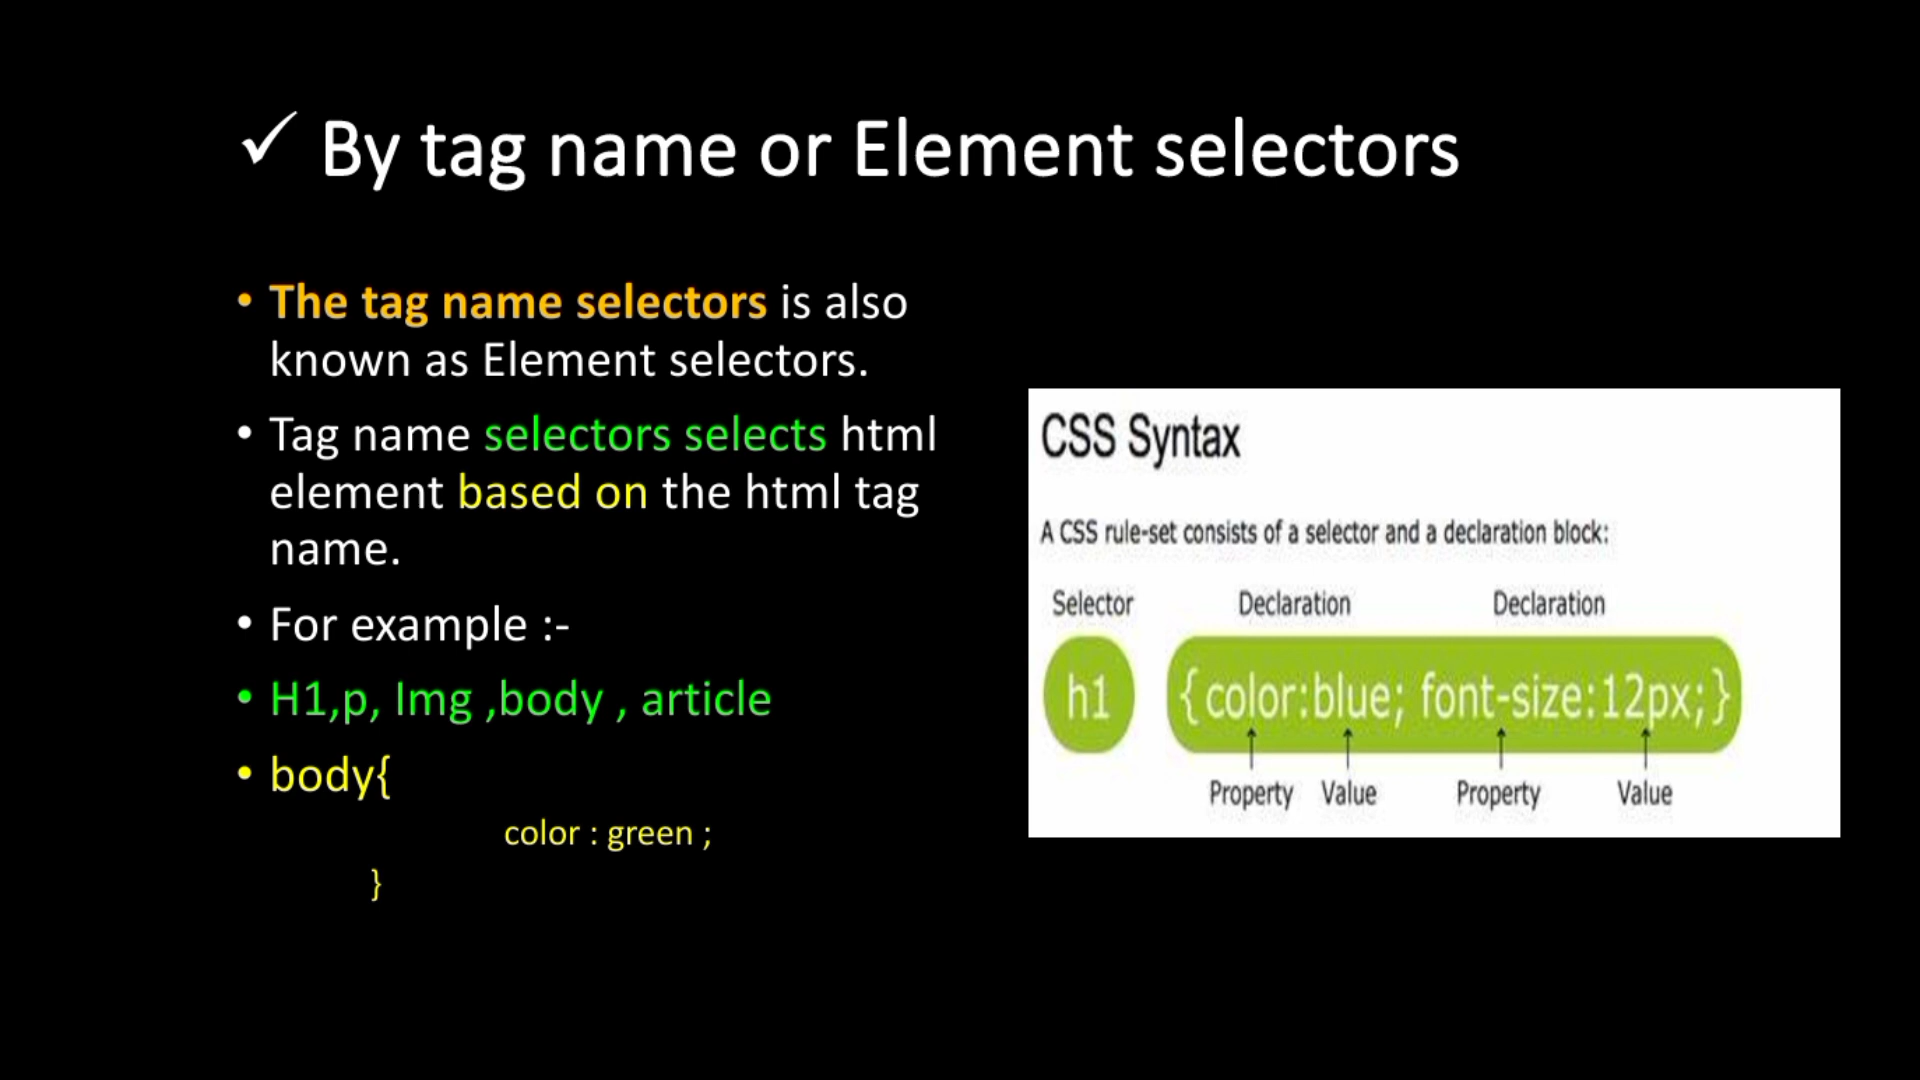 ✓ By tag name or Element selectors
• The tag name selectors is also
known as Element selectors.
• Tag name selectors selects html
element based on the html tag
name.
• For example :-
• H1,p, Img ,body , article
• body{
color : green ;
}
CSS Syntax
A CSS rule-set consists of a selector and a declaration block:
Selector Declaration Declaration
h1 {color:blue; font-size:12px;}
Property Value Property Value